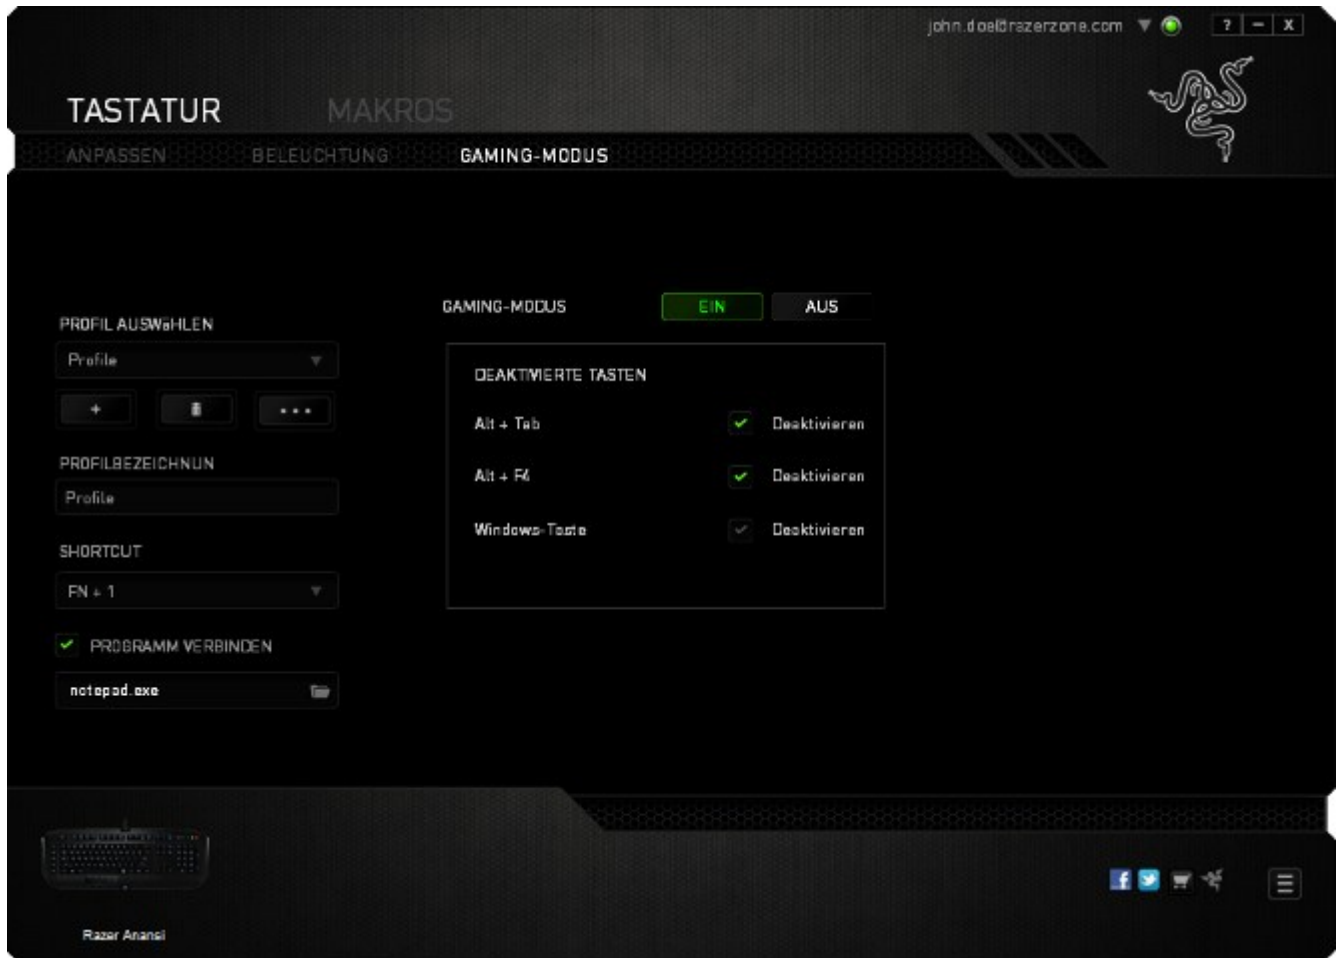 john.doe@razerzone.com
? – X
TASTATUR MAKROS
ANPASSEN BELEUCHTUNG GAMING-MODUS
GAMING-MODUS EIN AUS
PROFIL AUSWäHLEN
Profile
+ ...
PROFILBEZEICHNUN
Profile
SHORTCUT
FN + 1
PROGRAMM VERBINDEN
notepad.exe
DEAKTIVIERTE TASTEN
Alt + Tab Deaktivieren
Alt + F4 Deaktivieren
Windows-Taste Deaktivieren
Razer Anansi